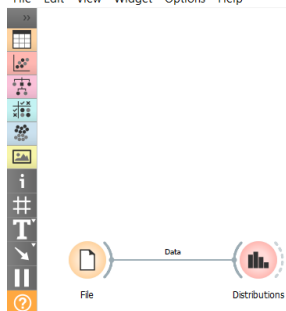 File Edit View Widget Options Help
»
i
T
Data
?
File
Distributions